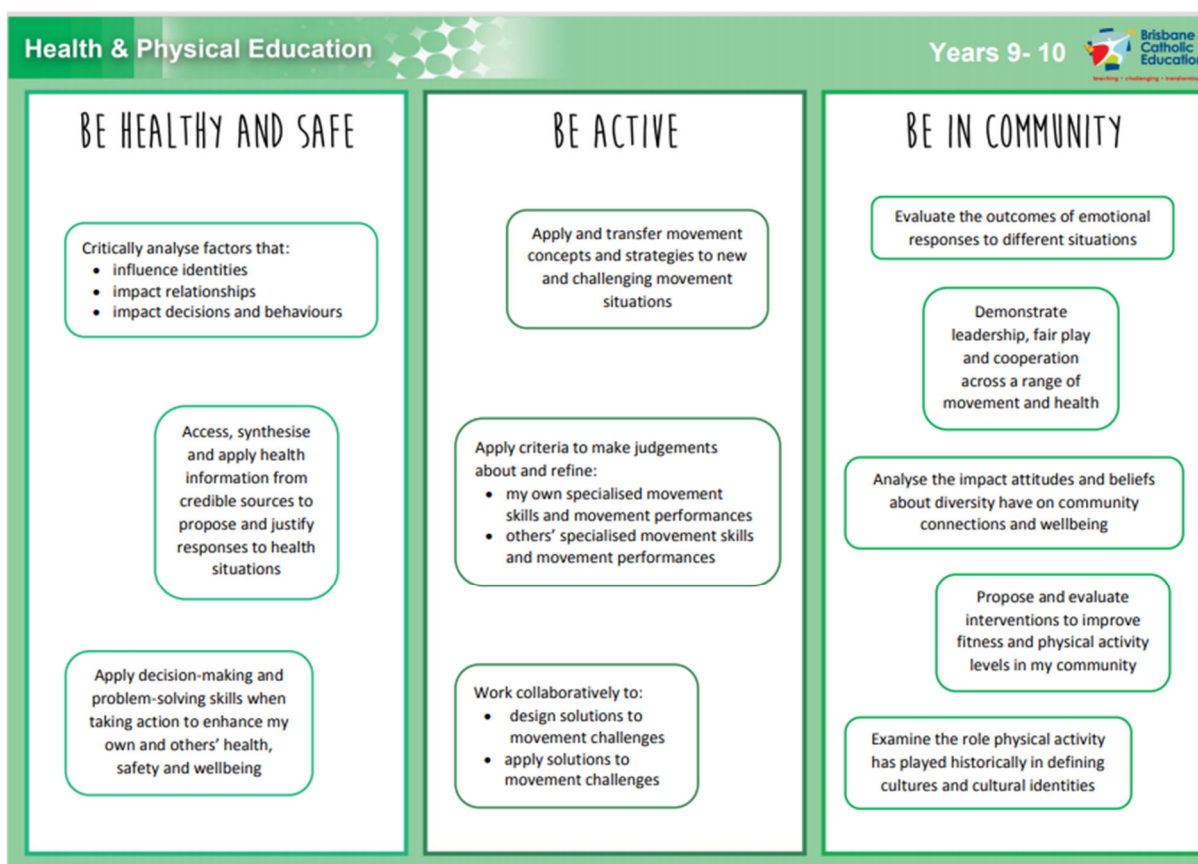 Health & Physical Education
Years 9- 10
Brisbane
Catholic
Education
teaching • challenging • transforming
BE HEALTHY AND SAFE
Critically analyse factors that:
• influence identities
• impact relationships
• impact decisions and behaviours
Access, synthesise
and apply health
information from
credible sources to
propose and justify
responses to health
situations
Apply decision-making and
problem-solving skills when
taking action to enhance my
own and others’ health,
safety and wellbeing
BE ACTIVE
Apply and transfer movement
concepts and strategies to new
and challenging movement
situations
Apply criteria to make judgements
about and refine:
• my own specialised movement
skills and movement performances
• others’ specialised movement skills
and movement performances
Work collaboratively to:
• design solutions to
movement challenges
• apply solutions to
movement challenges
BE IN COMMUNITY
Evaluate the outcomes of emotional
responses to different situations
Demonstrate
leadership, fair play
and cooperation
across a range of
movement and health
Analyse the impact attitudes and beliefs
about diversity have on community
connections and wellbeing
Propose and evaluate
interventions to improve
fitness and physical activity
levels in my community
Examine the role physical activity
has played historically in defining
cultures and cultural identities